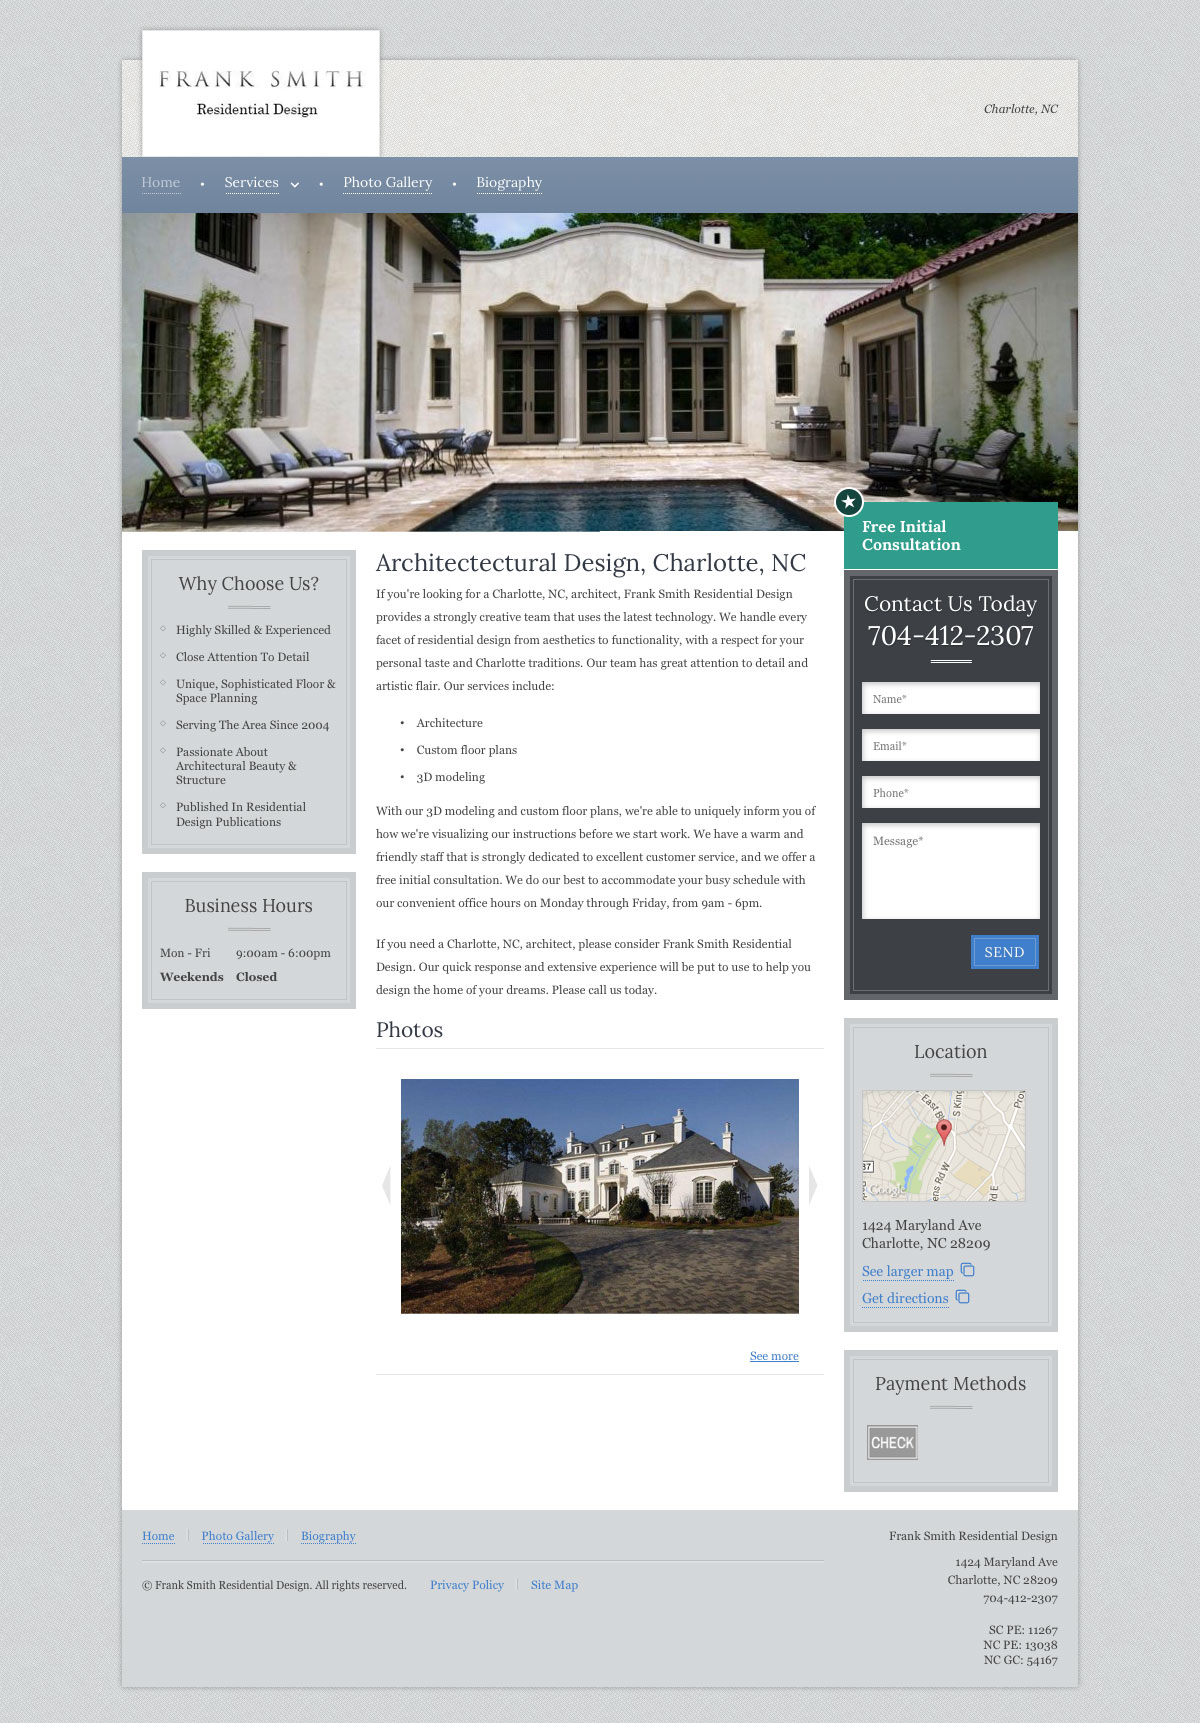 FRANK SMITH
Residential Design
Charlotte, NC
Home
Services
Photo Gallery
Biography
Free Initial
Consultation
Why Choose Us?
Highly Skilled & Experienced
Close Attention To Detail
Unique, Sophisticated Floor &
Space Planning
Serving The Area Since 2004
Passionate About
Architectural Beauty &
Structure
Published In Residential
Design Publications
Business Hours
Mon - Fri 9:00am - 6:00pm
Weekends Closed
Architectectural Design, Charlotte, NC
If you're looking for a Charlotte, NC, architect, Frank Smith Residential Design
provides a strongly creative team that uses the latest technology. We handle every
facet of residential design from aesthetics to functionality, with a respect for your
personal taste and Charlotte traditions. Our team has great attention to detail and
artistic flair. Our services include:
• Architecture
• Custom floor plans
• 3D modeling
With our 3D modeling and custom floor plans, we're able to uniquely inform you of
how we're visualizing our instructions before we start work. We have a warm and
friendly staff that is strongly dedicated to excellent customer service, and we offer a
free initial consultation. We do our best to accommodate your busy schedule with
our convenient office hours on Monday through Friday, from 9am - 6pm.
If you need a Charlotte, NC, architect, please consider Frank Smith Residential
Design. Our quick response and extensive experience will be put to use to help you
design the home of your dreams. Please call us today.
Photos
See more
Contact Us Today
704-412-2307
Name*
Email*
Phone*
Message*
SEND
Location
East Bl
S King
Pro
37
ens Rd W
Rd E
Google
1424 Maryland Ave
Charlotte, NC 28209
See larger map
Get directions
Payment Methods
CHECK
Home
Photo Gallery
Biography
© Frank Smith Residential Design. All rights reserved.
Privacy Policy
Site Map
Frank Smith Residential Design
1424 Maryland Ave
Charlotte, NC 28209
704-412-2307
SC PE: 11267
NC PE: 13038
NC GC: 54167